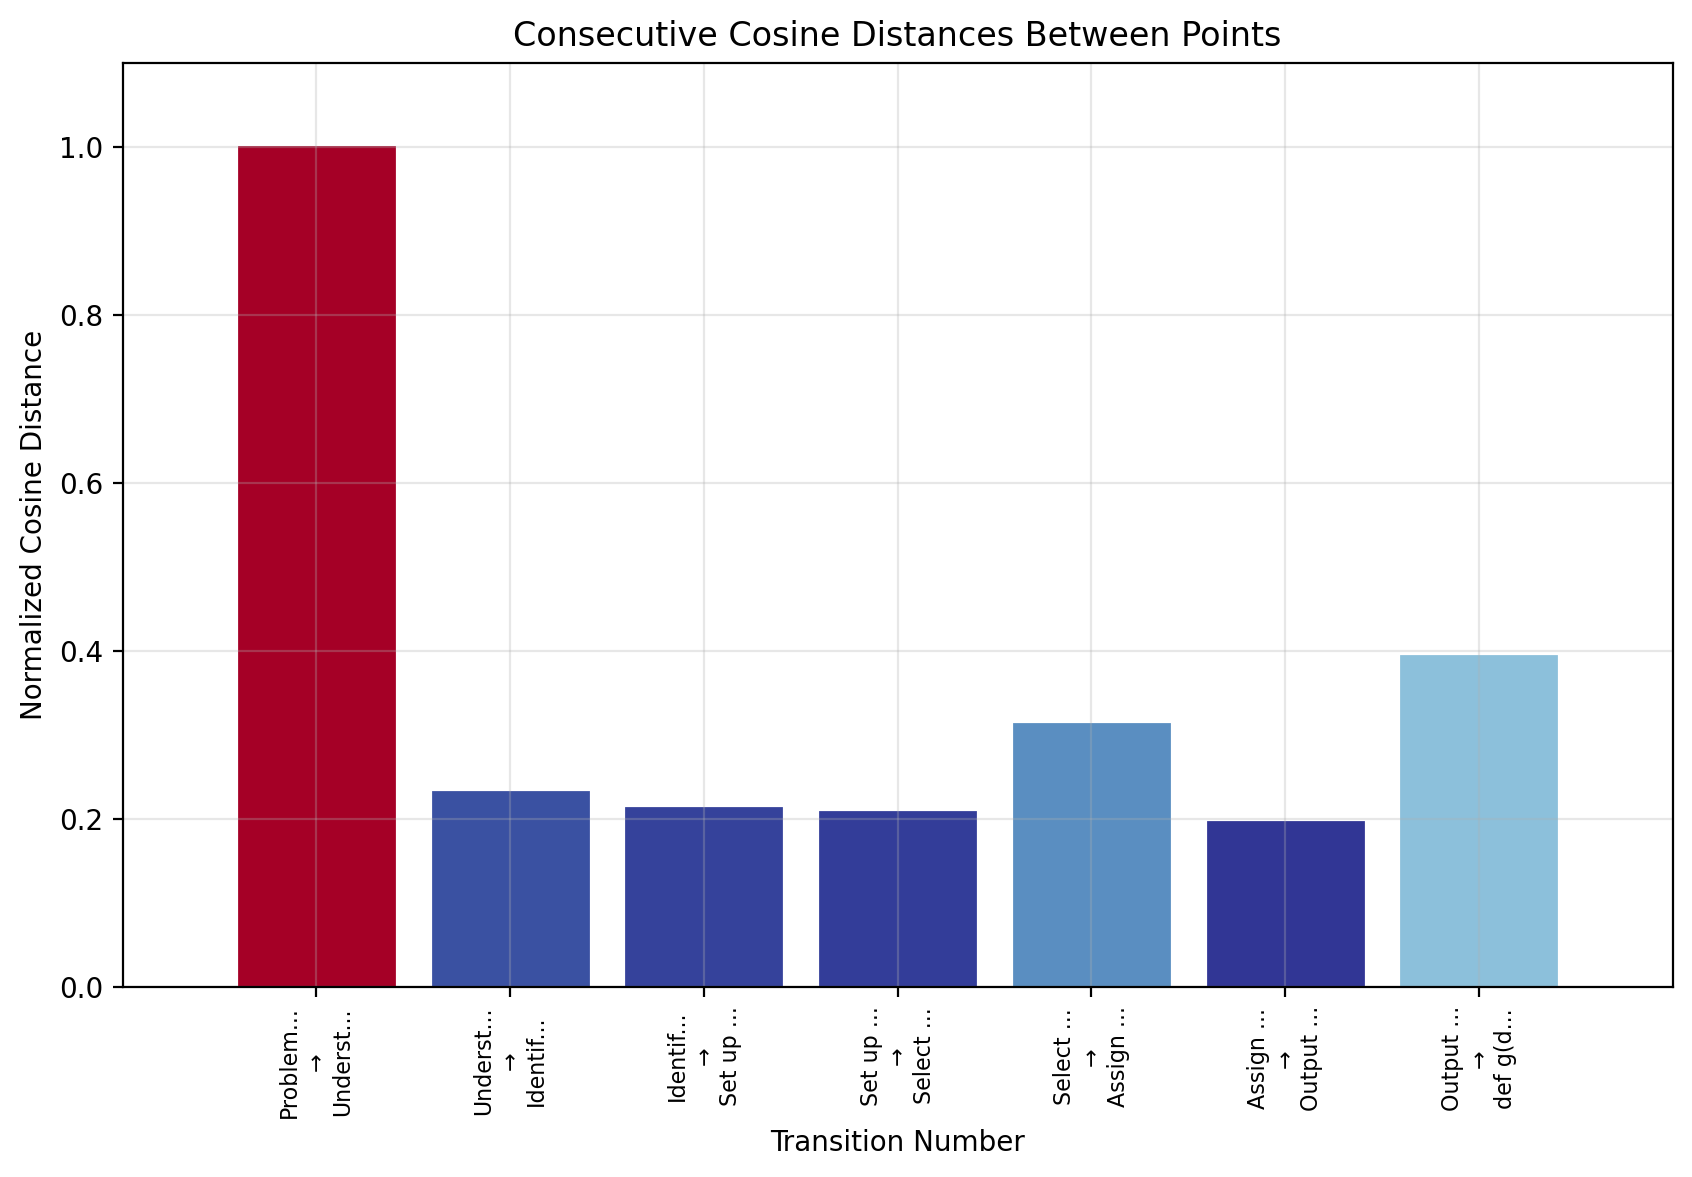 Consecutive Cosine Distances Between Points
Normalized Cosine Distance
1.0
0.8
0.6
0.4
0.2
0.0
Problem...
→
Underst...
Underst...
→
Identif...
Identif...
→
Set up ...
Set up ...
→
Select ...
Select ...
→
Assign ...
Assign ...
→
Output ...
Output ...
→
def g(d...
Transition Number